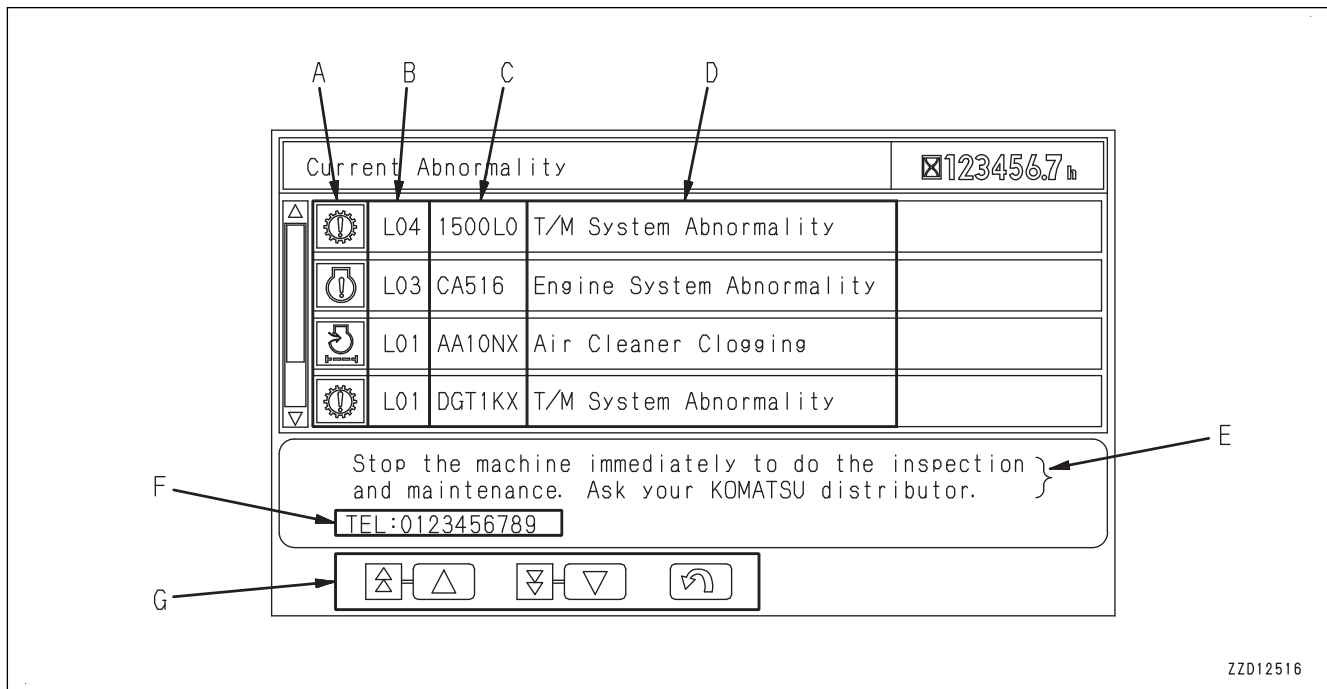 A B C D
Current Abnormality 123456.7 h
L04 1500L0 T/M System Abnormality
L03 CA516 Engine System Abnormality
L01 AA10NX Air Cleaner Clogging
L01 DGT1KX T/M System Abnormality
E
Stop the machine immediately to do the inspection
and maintenance. Ask your KOMATSU distributor.
F
TEL:0123456789
G
ZZD12516